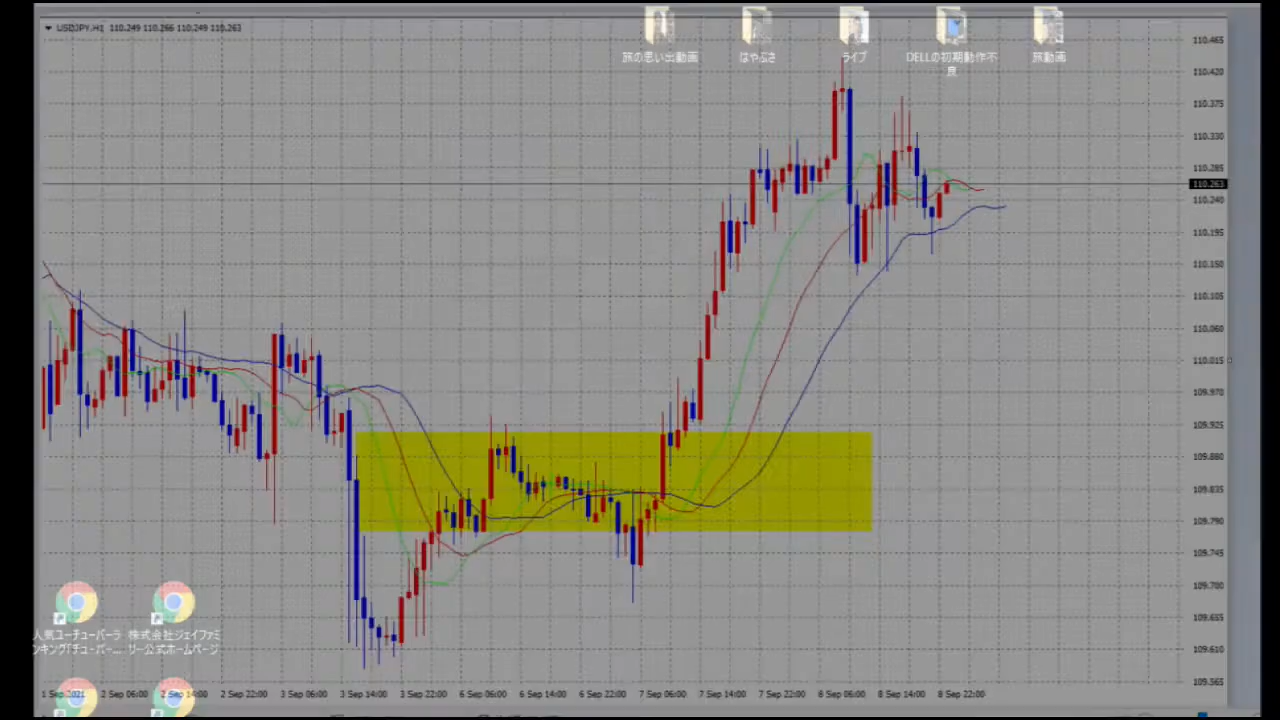 USDJPY,H1 110.249 110.266 110.249 110.263
旅の思い出動画
はやぶさ
ライブ
DELLの初期動作不
良
旅動画
110.465
110.420
110.375
110.330
110.285
110.263
110.240
110.195
110.150
110.105
110.060
110.015
109.970
109.925
109.880
109.835
109.790
109.745
109.700
109.655
109.610
109.565
人気ユーチューバーラ
ンキング「チューバー...
株式会社ジェイファミ
リー公式ホームページ
1 Sep 2021 2 Sep 06:00 2 Sep 14:00 2 Sep 22:00 3 Sep 06:00 3 Sep 14:00 3 Sep 22:00 6 Sep 06:00 6 Sep 14:00 6 Sep 22:00 7 Sep 06:00 7 Sep 14:00 7 Sep 22:00 8 Sep 06:00 8 Sep 14:00 8 Sep 22:00